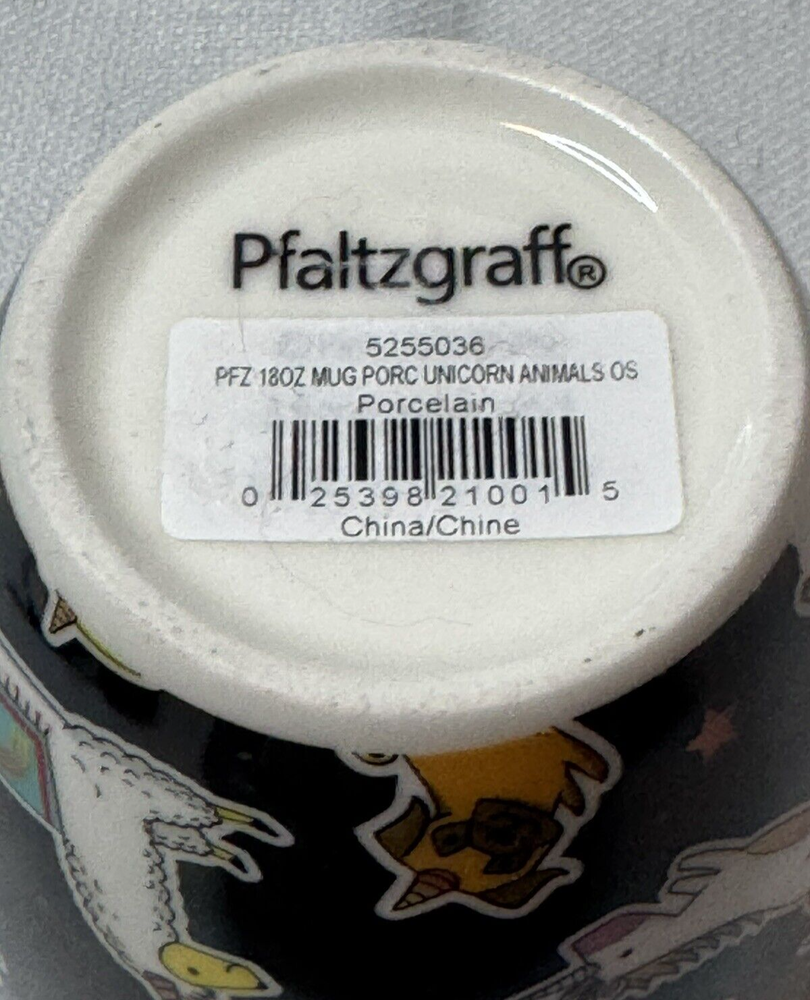 Pfaltzgraff®
5255036
PFZ 18OZ MUG PORC UNICORN ANIMALS OS
Porcelain
0 25398 21001 5
China/Chine